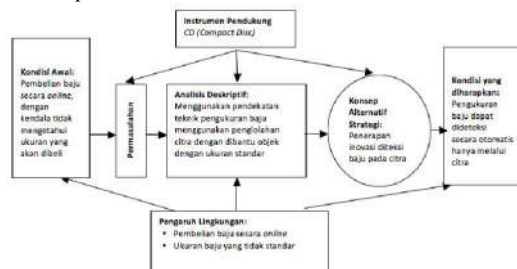 Instrumen Pendukung
CD (Compact Disc)
Kondisi Awal:
Pembelian baju
secara online,
dengan
kendala tidak
mengetahui
ukuran yang
akan dibeli
Permasalahan
Analisis Deskriptif:
Menggunakan pendekatan
teknik pengukuran baju
menggunakan pengolahan
citra dengan dibantu objek
dengan ukuran standar
Konsep
Alternatif
Strategi:
Penerapan
inovasi diteksi
baju pada citra
Kondisi yang
diharapkan:
Pengukuran
baju dapat
dideteksi
secara otomatis
hanya melalui
citra
Pengaruh Lingkungan:
• Pembelian baju secara online
• Ukuran baju yang tidak standar